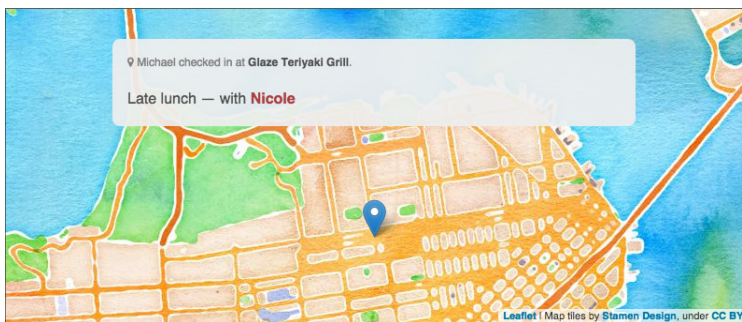 Michael checked in at Glaze Teriyaki Grill.
Late lunch — with Nicole
Leaflet | Map tiles by Stamen Design, under CC BY